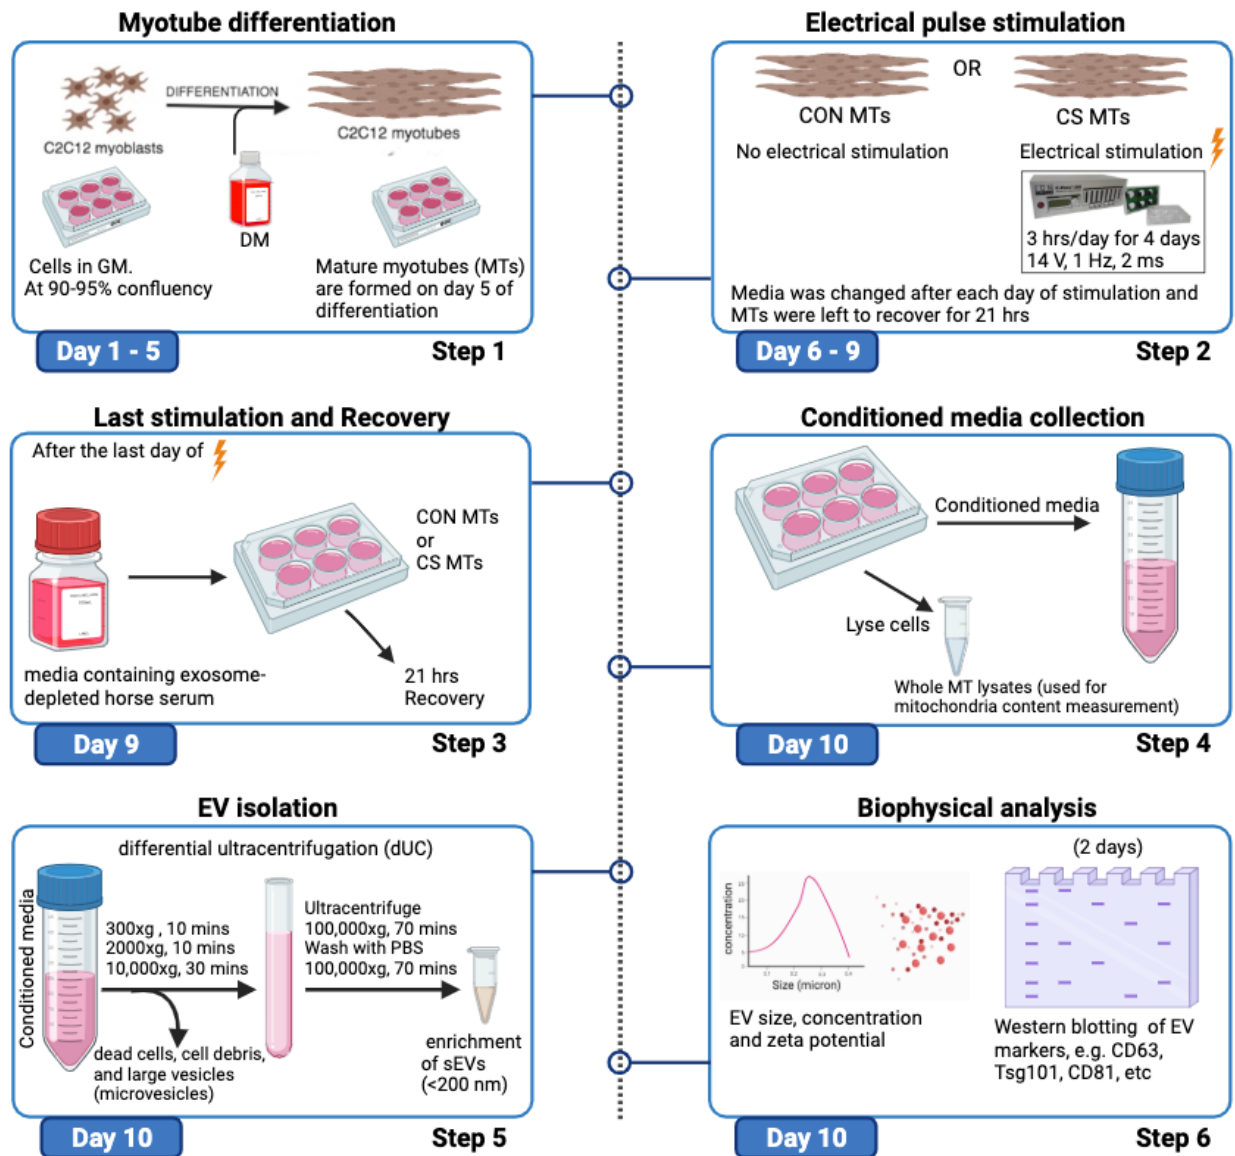 Myotube differentiation
DIFFERENTIATION
C2C12 myoblasts
C2C12 myotubes
DM
Cells in GM.
At 90-95% confluency
Mature myotubes (MTs)
are formed on day 5 of
differentiation
Day 1 - 5
Step 1
Electrical pulse stimulation
OR
CON MTs
CS MTs
No electrical stimulation
Electrical stimulation
3 hrs/day for 4 days
14 V, 1 Hz, 2 ms
Media was changed after each day of stimulation and
MTs were left to recover for 21 hrs
Day 6 - 9
Step 2
Last stimulation and Recovery
After the last day of
CON MTs
or
CS MTs
media containing exosome-
depleted horse serum
21 hrs
Recovery
Day 9
Step 3
Conditioned media collection
Conditioned media
Lyse cells
Whole MT lysates (used for
mitochondria content measurement)
Day 10
Step 4
EV isolation
differential ultracentrifugation (dUC)
Conditioned media
300xg , 10 mins
2000xg, 10 mins
10,000xg, 30 mins
dead cells, cell debris,
and large vesicles
(microvesicles)
Ultracentrifuge
100,000xg, 70 mins
Wash with PBS
100,000xg, 70 mins
enrichment
of sEVs
(<200 nm)
Day 10
Step 5
Biophysical analysis
(2 days)
concentration
Size (micron)
EV size, concentration
and zeta potential
Western blotting of EV
markers, e.g. CD63,
Tsg101, CD81, etc
Day 10
Step 6